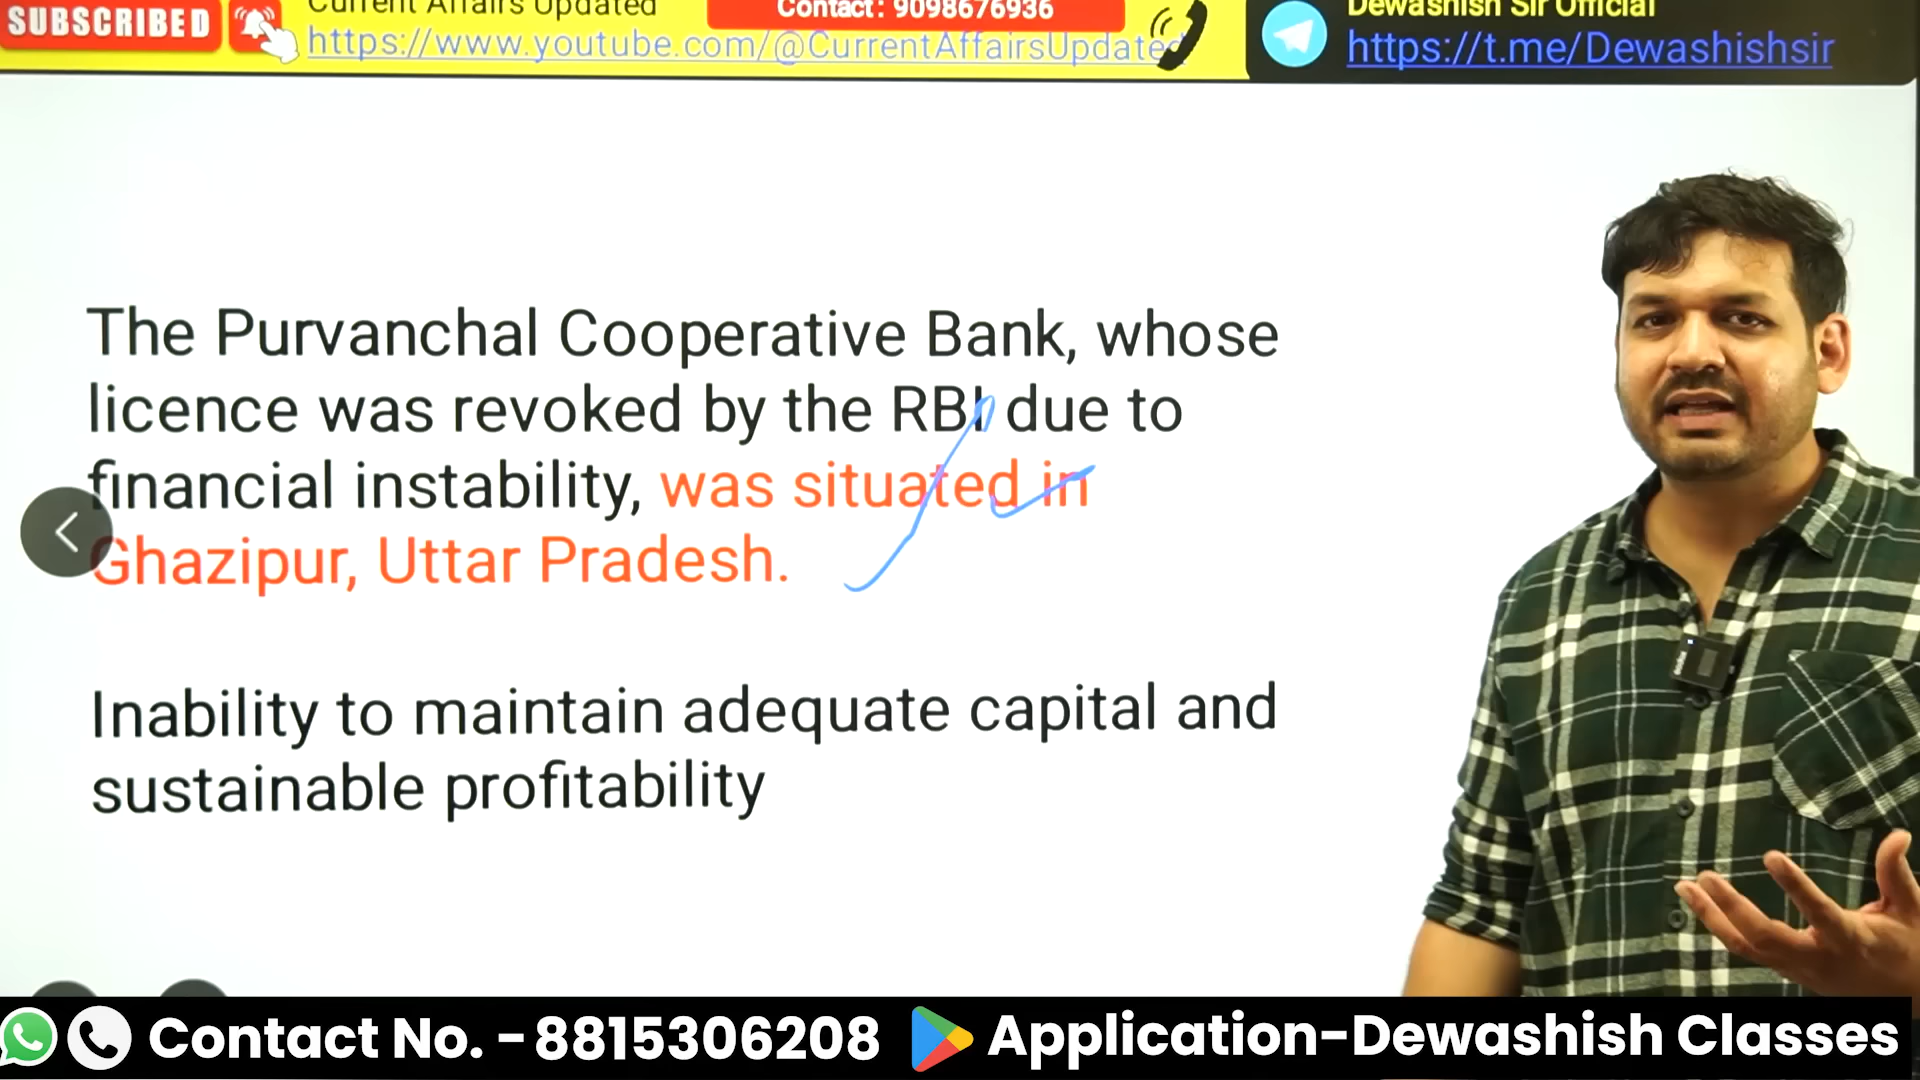 SUBSCRIBED
Current Affairs Updated
https://www.youtube.com/@CurrentAffairsUpdated
Contact: 9098676936
Dewashish Sir Official
https://t.me/Dewashishsir
The Purvanchal Cooperative Bank, whose
licence was revoked by the RBI due to
financial instability, was situated in
Ghazipur, Uttar Pradesh.
Inability to maintain adequate capital and
sustainable profitability
Contact No. - 8815306208
Application-Dewashish Classes